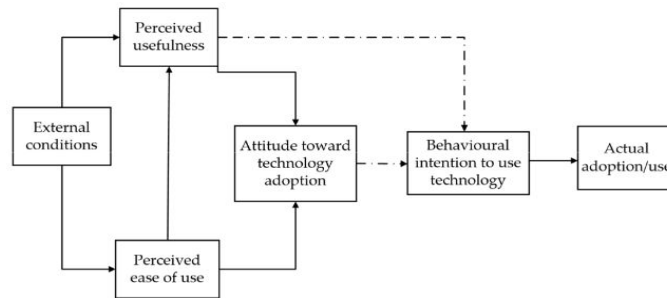 Perceived
usefulness
External
conditions
Attitude toward
technology
adoption
Behavioural
intention to use
technology
Actual
adoption/use
Perceived
ease of use